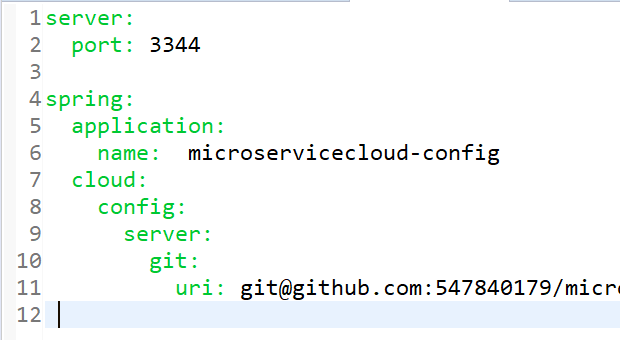 1 server:
2   port: 3344
3
4 spring:
5   application:
6     name:  microservicecloud-config
7   cloud:
8     config:
9       server:
10         git:
11           uri: git@github.com:547840179/micr
12